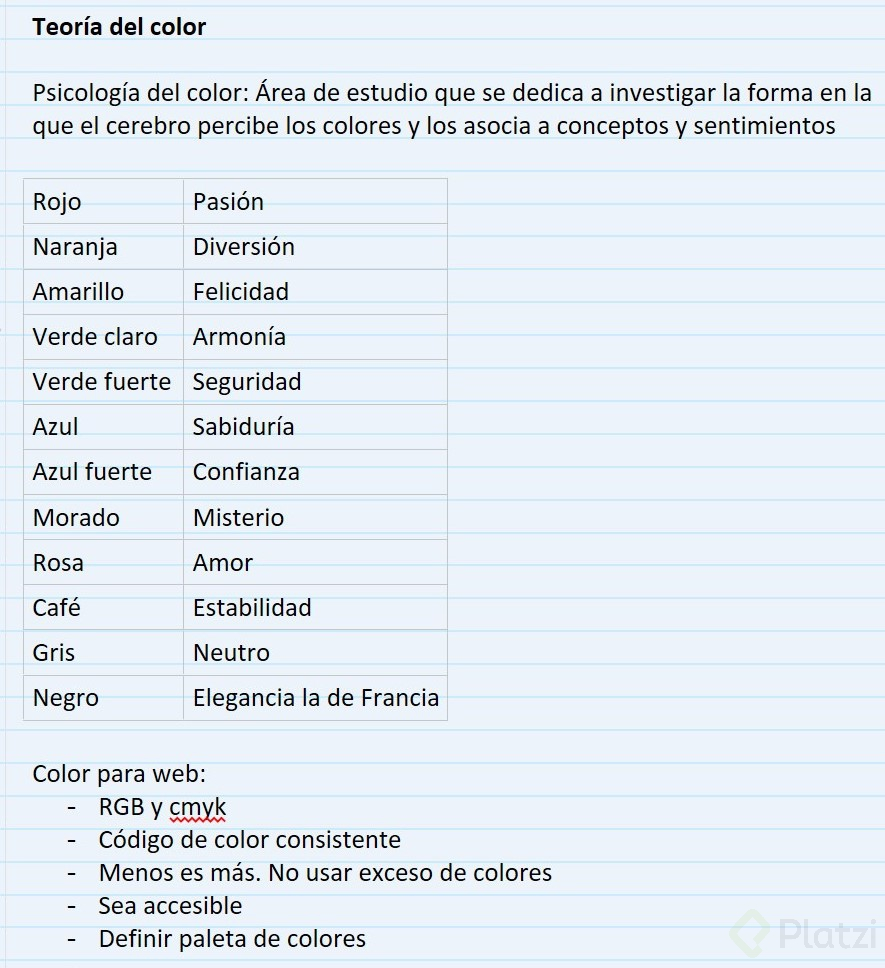 Teoría del color
Psicología del color: Área de estudio que se dedica a investigar la forma en la
que el cerebro percibe los colores y los asocia a conceptos y sentimientos
Rojo Pasión
Naranja Diversión
Amarillo Felicidad
Verde claro Armonía
Verde fuerte Seguridad
Azul Sabiduría
Azul fuerte Confianza
Morado Misterio
Rosa Amor
Café Estabilidad
Gris Neutro
Negro Elegancia la de Francia
Color para web:
- RGB y cmyk
- Código de color consistente
- Menos es más. No usar exceso de colores
- Sea accesible
- Definir paleta de colores
Platzi